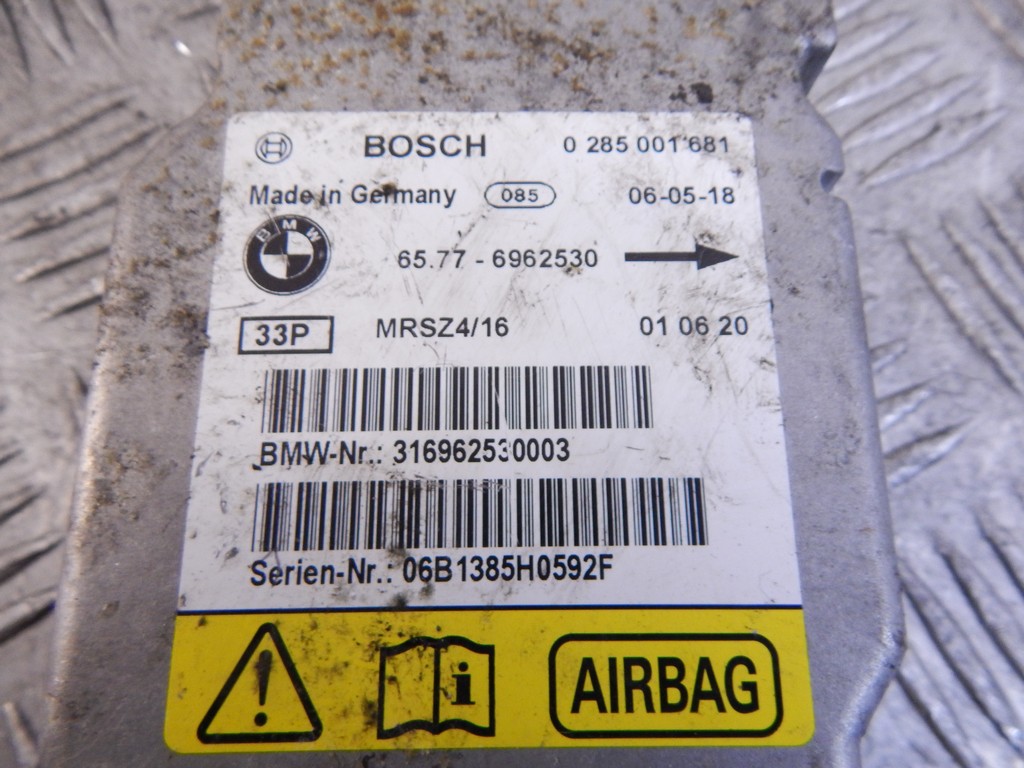 BOSCH 0 285 001 681
Made in Germany 085 06-05-18
BMW 65.77 - 6962530
33P MRSZ4/16 01 06 20
BMW-Nr.: 316962530003
Serien-Nr.: 06B1385H0592F
! i AIRBAG